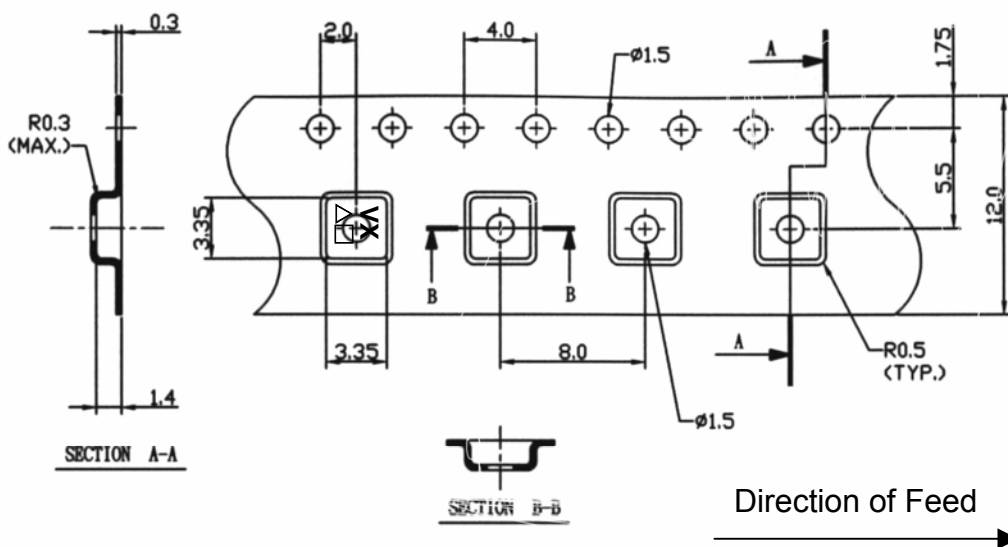 0.3
2.0
4.0
ø1.5
A
1.75
R0.3
(MAX.)
5.5
12.0
3.35
VX
B
B
3.35
8.0
A
R0.5
(TYP.)
1.4
ø1.5
SECTION A-A
SECTION B-B
Direction of Feed